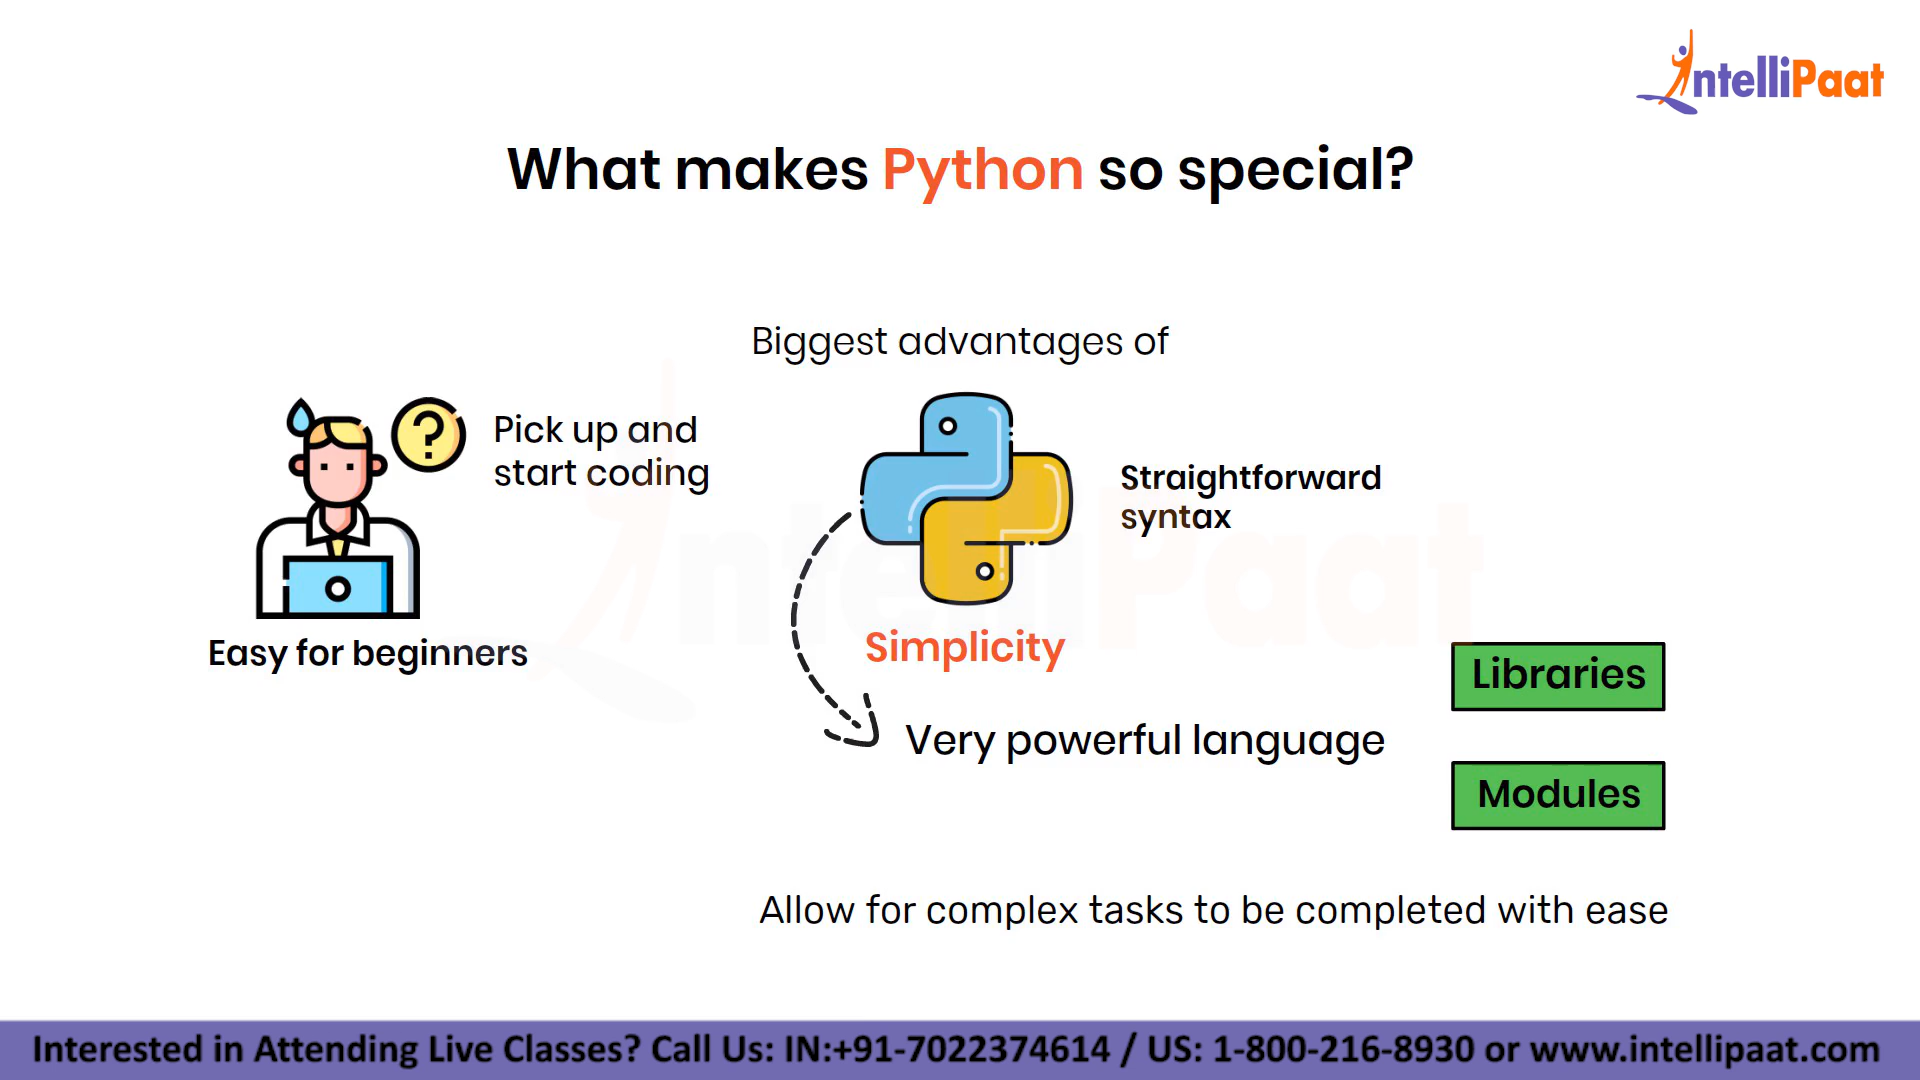 IntelliPaat
What makes Python so special?
Biggest advantages of
Pick up and
start coding
Straightforward
syntax
Easy for beginners
Simplicity
Libraries
Very powerful language
Modules
Allow for complex tasks to be completed with ease
Interested in Attending Live Classes? Call Us: IN:+91-7022374614 / US: 1-800-216-8930 or www.intellipaat.com